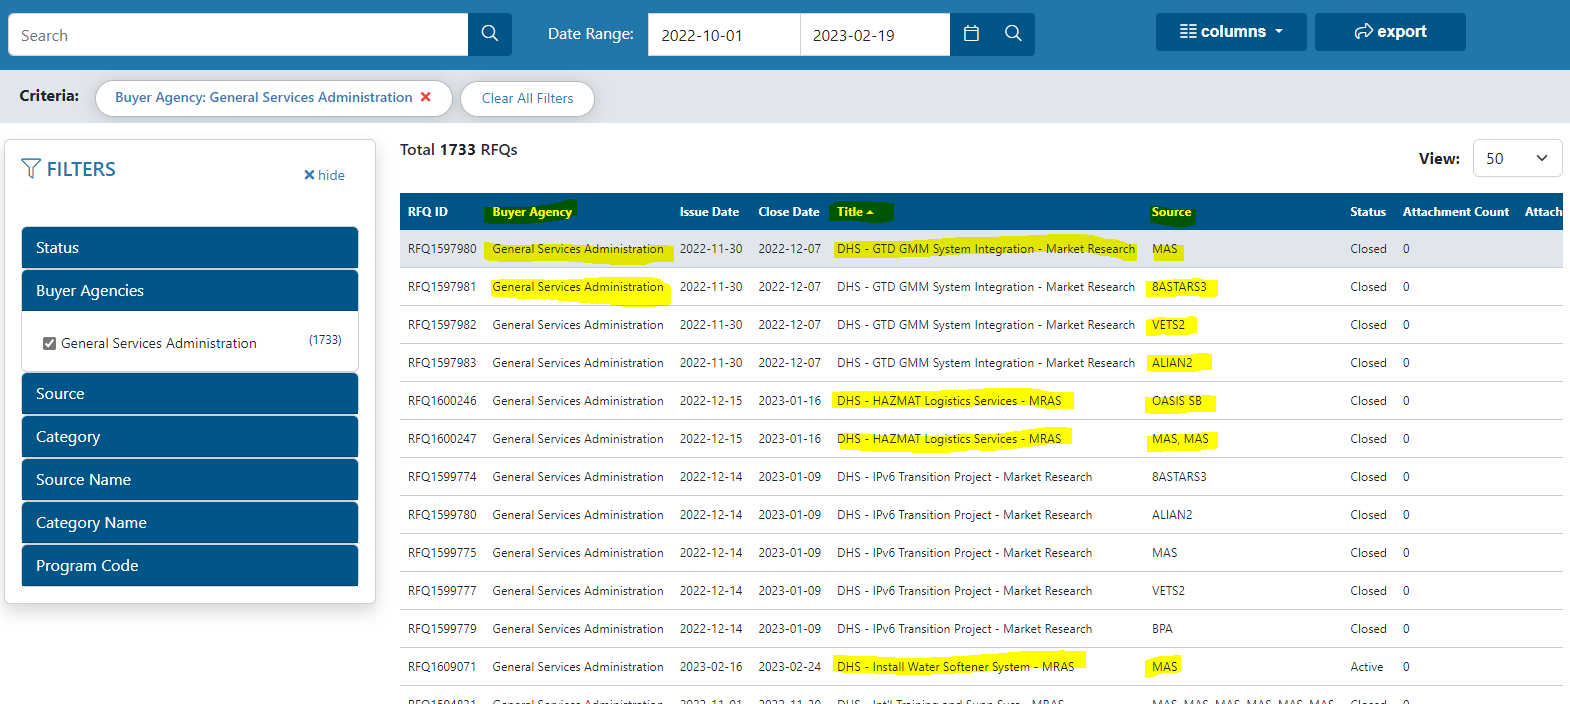 Search Date Range: 2022-10-01 2023-02-19 columns export
Criteria: Buyer Agency: General Services Administration Clear All Filters
FILTERS
hide
Status
Buyer Agencies
General Services Administration (1733)
Source
Category
Source Name
Category Name
Program Code
Total 1733 RFQs
View: 50
RFQ ID Buyer Agency Issue Date Close Date Title Source Status Attachment Count Attach
RFQ1597980 General Services Administration 2022-11-30 2022-12-07 DHS - GTD GMM System Integration - Market Research MAS Closed 0
RFQ1597981 General Services Administration 2022-11-30 2022-12-07 DHS - GTD GMM System Integration - Market Research 8ASTARS3 Closed 0
RFQ1597982 General Services Administration 2022-11-30 2022-12-07 DHS - GTD GMM System Integration - Market Research VETS2 Closed 0
RFQ1597983 General Services Administration 2022-11-30 2022-12-07 DHS - GTD GMM System Integration - Market Research ALIAN2 Closed 0
RFQ1600246 General Services Administration 2022-12-15 2023-01-16 DHS - HAZMAT Logistics Services - MRAS OASIS SB Closed 0
RFQ1600247 General Services Administration 2022-12-15 2023-01-16 DHS - HAZMAT Logistics Services - MRAS MAS, MAS Closed 0
RFQ1599774 General Services Administration 2022-12-14 2023-01-09 DHS - IPv6 Transition Project - Market Research 8ASTARS3 Closed 0
RFQ1599780 General Services Administration 2022-12-14 2023-01-09 DHS - IPv6 Transition Project - Market Research ALIAN2 Closed 0
RFQ1599775 General Services Administration 2022-12-14 2023-01-09 DHS - IPv6 Transition Project - Market Research MAS Closed 0
RFQ1599777 General Services Administration 2022-12-14 2023-01-09 DHS - IPv6 Transition Project - Market Research VETS2 Closed 0
RFQ1599779 General Services Administration 2022-12-14 2023-01-09 DHS - IPv6 Transition Project - Market Research BPA Closed 0
RFQ1609071 General Services Administration 2023-02-16 2023-02-24 DHS - Install Water Softener System - MRAS MAS Active 0